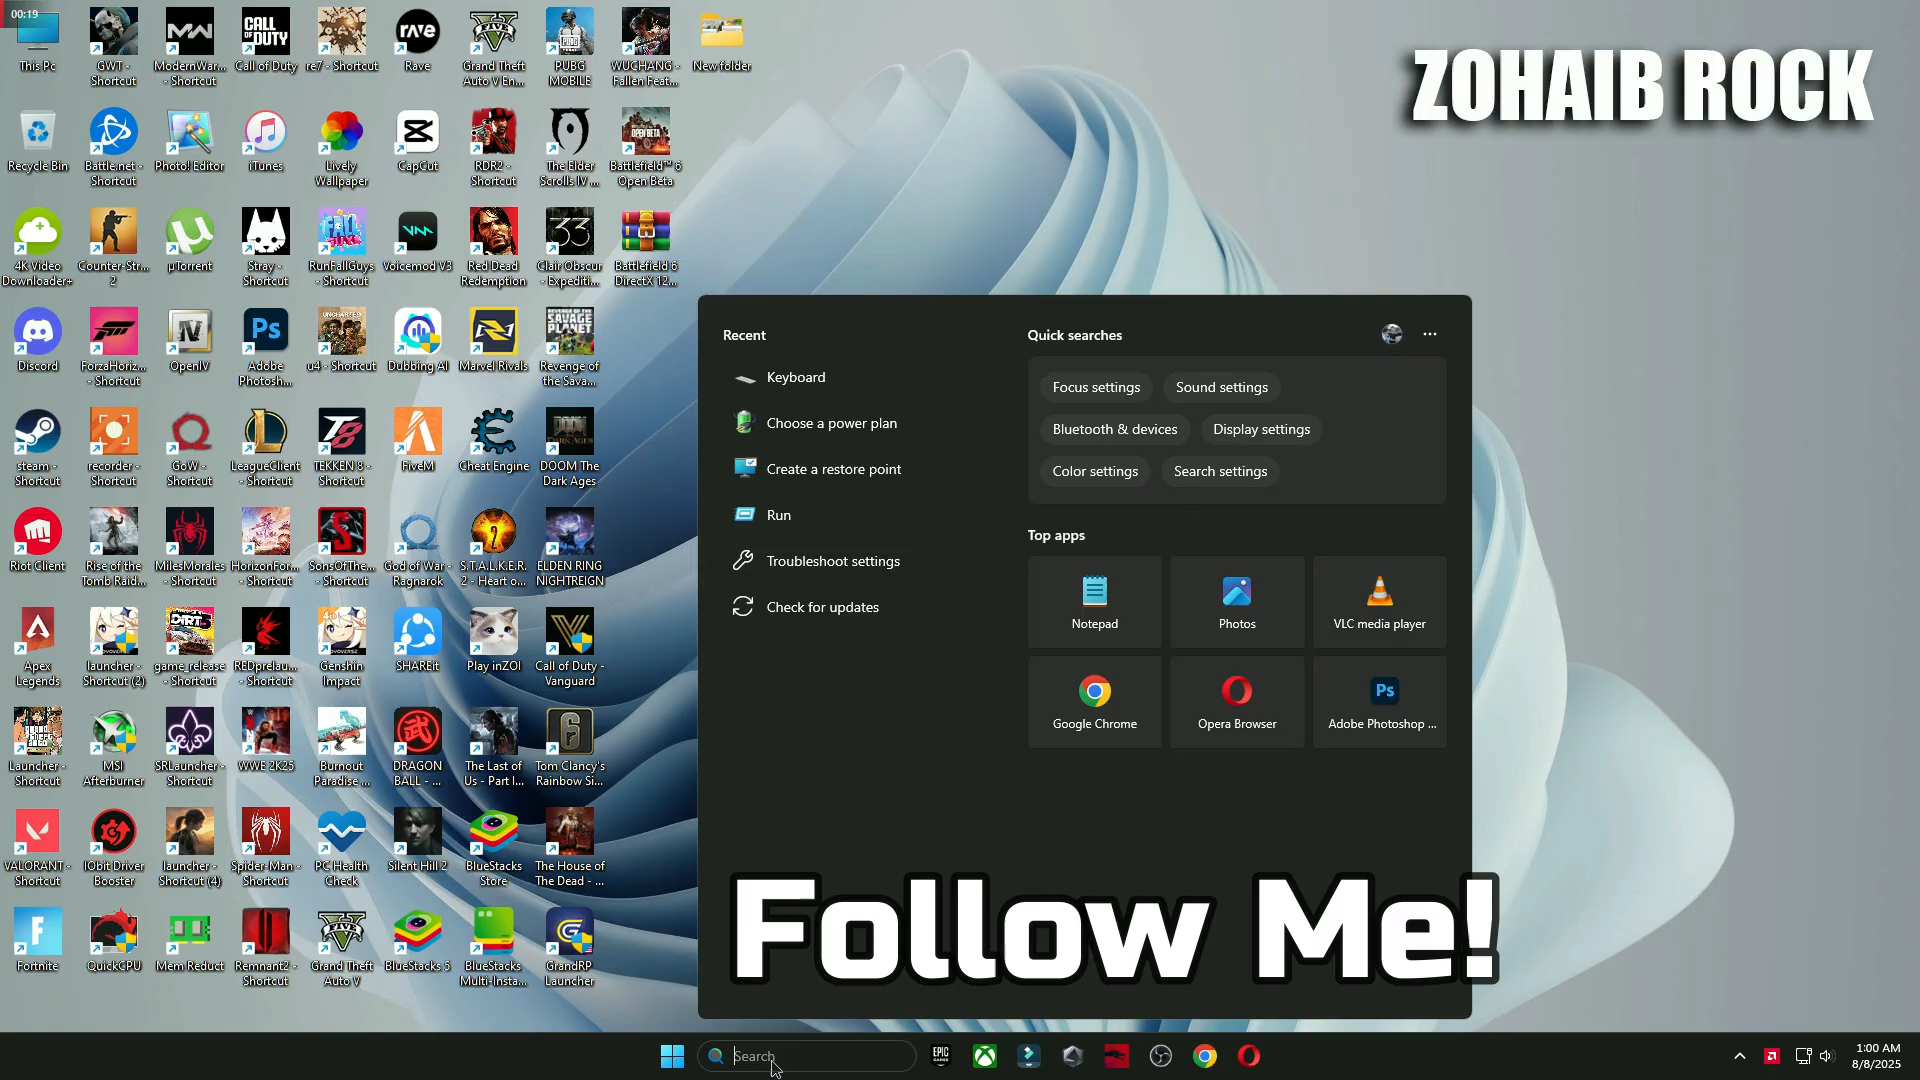 00:19
ZOHAIB ROCK
This Pc
GWT - Shortcut
ModernWar... - Shortcut
Call of Duty
re7 - Shortcut
Rave
Grand Theft Auto V En...
PUBG MOBILE
WUCHANG - Fallen Feat...
New folder
Recycle Bin
Battle.net - Shortcut
Photo! Editor
iTunes
Lively Wallpaper
CapCut
RDR2 - Shortcut
The Elder Scrolls IV ...
Battlefield™ 6 Open Beta
4K Video Downloader+
Counter-Str... 2
µTorrent
Stray - Shortcut
RunFallGuys - Shortcut
Voicemod V3
Red Dead Redemption
Clair Obscur - Expediti...
Battlefield 6 DirectX 12...
Discord
ForzaHoriz... - Shortcut
OpenIV
Adobe Photosh...
u4 - Shortcut
Dubbing AI
Marvel Rivals
Revenge of the Sava...
steam - Shortcut
recorder - Shortcut
GoW - Shortcut
LeagueClient - Shortcut
TEKKEN 8 - Shortcut
FiveM
Cheat Engine
DOOM The Dark Ages
Riot Client
Rise of the Tomb Raid...
MilesMorales - Shortcut
HorizonFor... - Shortcut
SonsOfThe... - Shortcut
God of War - Ragnarok
S.T.A.L.K.E.R. 2 - Heart o...
ELDEN RING NIGHTREIGN
Apex Legends
launcher - Shortcut (2)
game_release - Shortcut
REDprelau... - Shortcut
Genshin Impact
SHAREit
Play inZOI
Call of Duty - Vanguard
Launcher - Shortcut
MSI Afterburner
SRLauncher - Shortcut
WWE 2K25
Burnout Paradise ...
DRAGON BALL - ...
The Last of Us - Part I...
Tom Clancy's Rainbow Si...
VALORANT - Shortcut
IObit Driver Booster
launcher - Shortcut (4)
Spider-Man - Shortcut
PC Health Check
Silent Hill 2
BlueStacks Store
The House of The Dead - ...
Fortnite
QuickCPU
Mem Reduct
Remnant2 - Shortcut
Grand Theft Auto V
BlueStacks 5
BlueStacks Multi-Insta...
GrandRP Launcher
Recent
Keyboard
Choose a power plan
Create a restore point
Run
Troubleshoot settings
Check for updates
Quick searches
Focus settings
Sound settings
Bluetooth & devices
Display settings
Color settings
Search settings
Top apps
Notepad
Photos
VLC media player
Google Chrome
Opera Browser
Adobe Photoshop ...
Follow Me!
Search
1:00 AM
8/8/2025